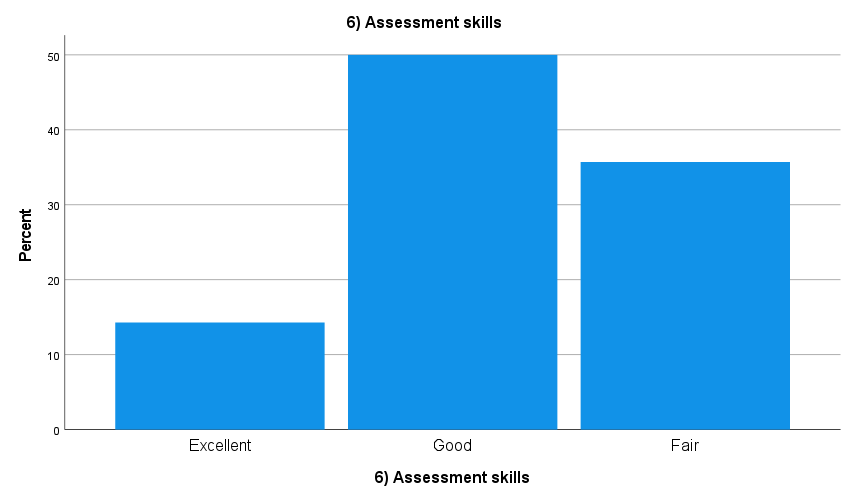 6) Assessment skills
50
40
30
20
10
0
Percent
Excellent Good Fair
6) Assessment skills